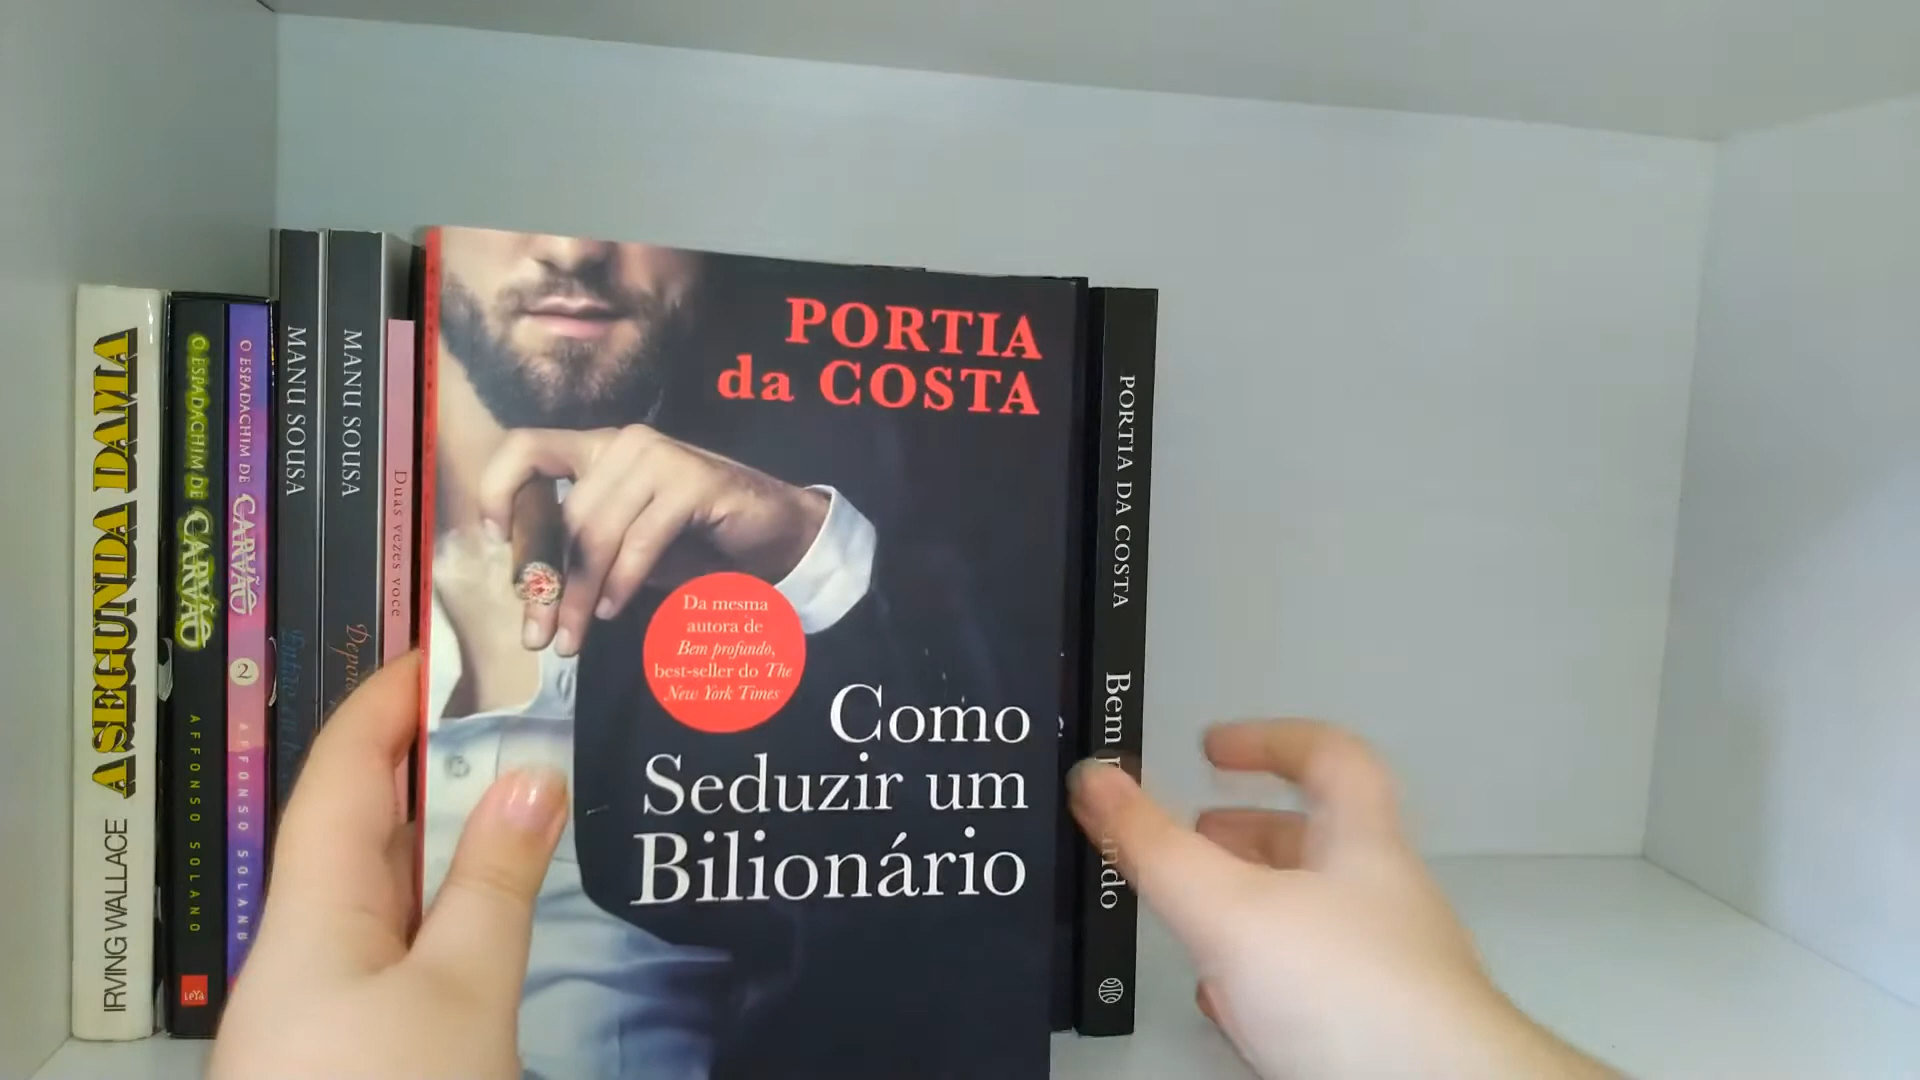 A SEGUNDA DAMA
IRVING WALLACE
O ESPADACHIM DE
CARVÃO
AFFONSO SOLANO
LeYa
O ESPADACHIM DE
CARVÃO
2
AFFONSO SOLANO
MANU SOUSA
MANU SOUSA
Duas vezes voce
PORTIA
da COSTA
Da mesma
autora de
Bem profundo,
best-seller do The
New York Times
Como
Seduzir um
Bilionário
PORTIA DA COSTA
Bem